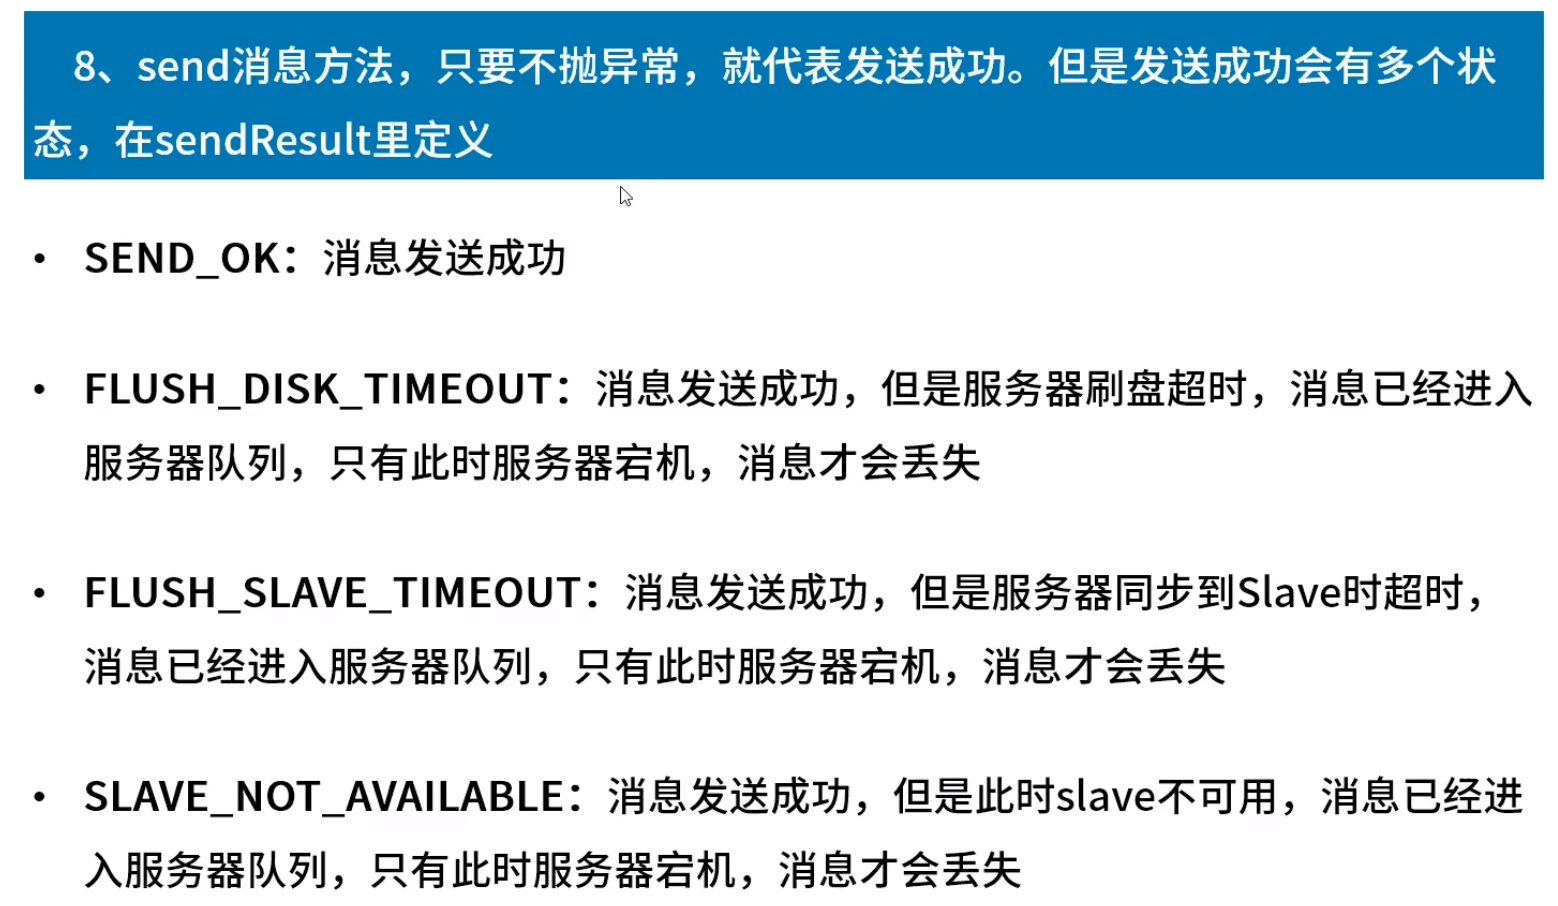 8、send消息方法，只要不抛异常，就代表发送成功。但是发送成功会有多个状
态，在sendResult里定义
• SEND_OK：消息发送成功
• FLUSH_DISK_TIMEOUT：消息发送成功，但是服务器刷盘超时，消息已经进入
服务器队列，只有此时服务器宕机，消息才会丢失
• FLUSH_SLAVE_TIMEOUT：消息发送成功，但是服务器同步到Slave时超时，
消息已经进入服务器队列，只有此时服务器宕机，消息才会丢失
• SLAVE_NOT_AVAILABLE：消息发送成功，但是此时slave不可用，消息已经进
入服务器队列，只有此时服务器宕机，消息才会丢失